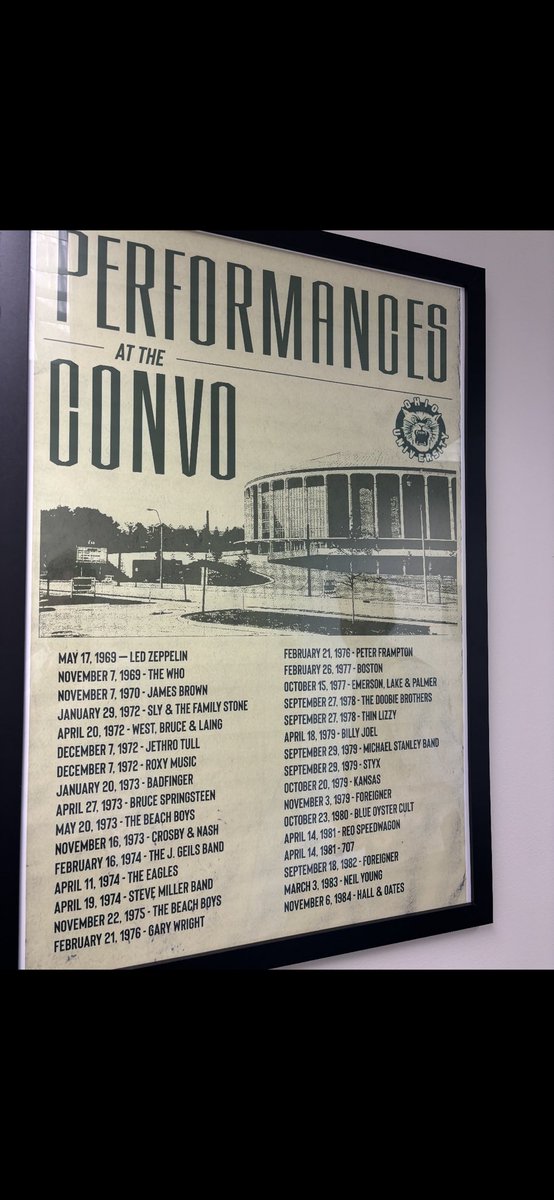 PERFORMANCES
AT THE
CONVO
OHIO
UNIVERSITY
MAY 17, 1969 – LED ZEPPELIN
NOVEMBER 7, 1969 - THE WHO
NOVEMBER 7, 1970 - JAMES BROWN
JANUARY 29, 1972 - SLY & THE FAMILY STONE
APRIL 20, 1972 - WEST, BRUCE & LAING
DECEMBER 7, 1972 - JETHRO TULL
DECEMBER 7, 1972 - ROXY MUSIC
JANUARY 20, 1973 - BADFINGER
APRIL 27, 1973 - BRUCE SPRINGSTEEN
MAY 20, 1973 - THE BEACH BOYS
NOVEMBER 16, 1973 - CROSBY & NASH
FEBRUARY 16, 1974 - THE J. GEILS BAND
APRIL 11, 1974 - THE EAGLES
APRIL 19, 1974 - STEVE MILLER BAND
NOVEMBER 22, 1975 - THE BEACH BOYS
FEBRUARY 21, 1976 - GARY WRIGHT
FEBRUARY 21, 1976 - PETER FRAMPTON
FEBRUARY 26, 1977 - BOSTON
OCTOBER 15, 1977 - EMERSON, LAKE & PALMER
SEPTEMBER 27, 1978 - THE DOOBIE BROTHERS
SEPTEMBER 27, 1978 - THIN LIZZY
APRIL 18, 1979 - BILLY JOEL
SEPTEMBER 29, 1979 - MICHAEL STANLEY BAND
SEPTEMBER 29, 1979 - STYX
OCTOBER 20, 1979 - KANSAS
NOVEMBER 3, 1979 - FOREIGNER
OCTOBER 23, 1980 - BLUE OYSTER CULT
APRIL 14, 1981 - REO SPEEDWAGON
APRIL 14, 1981 - 707
SEPTEMBER 18, 1982 - FOREIGNER
MARCH 3, 1983 - NEIL YOUNG
NOVEMBER 6, 1984 - HALL & OATES